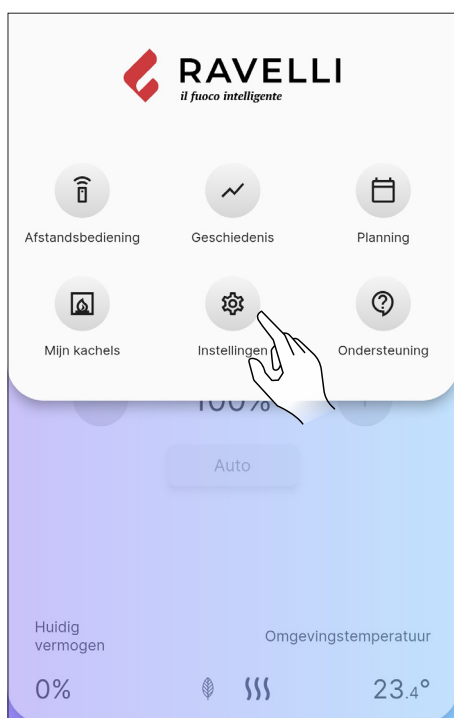 RAVELLI
il fuoco intelligente
Afstandsbediening
Geschiedenis
Planning
Mijn kachels
Instellingen
Ondersteuning
100%
Auto
Huidig
vermogen
Omgevingstemperatuur
0%
23.4°